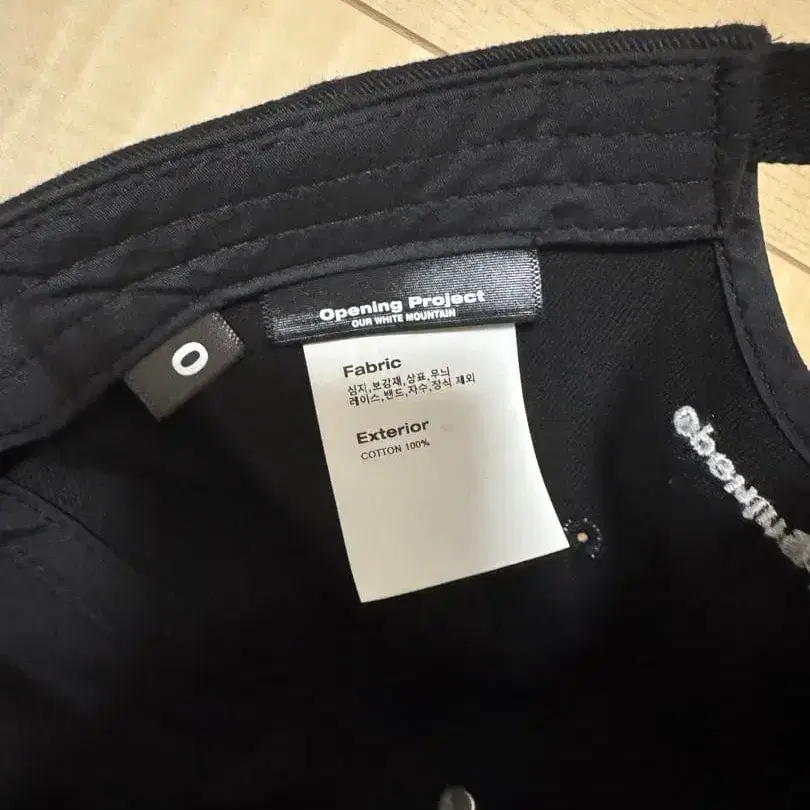 Opening Project
OUR WHITE MOUNTAIN
0
Fabric
심지,보강재,상표,무늬
레이스,밴드,자수,장식 제외
Exterior
COTTON 100%